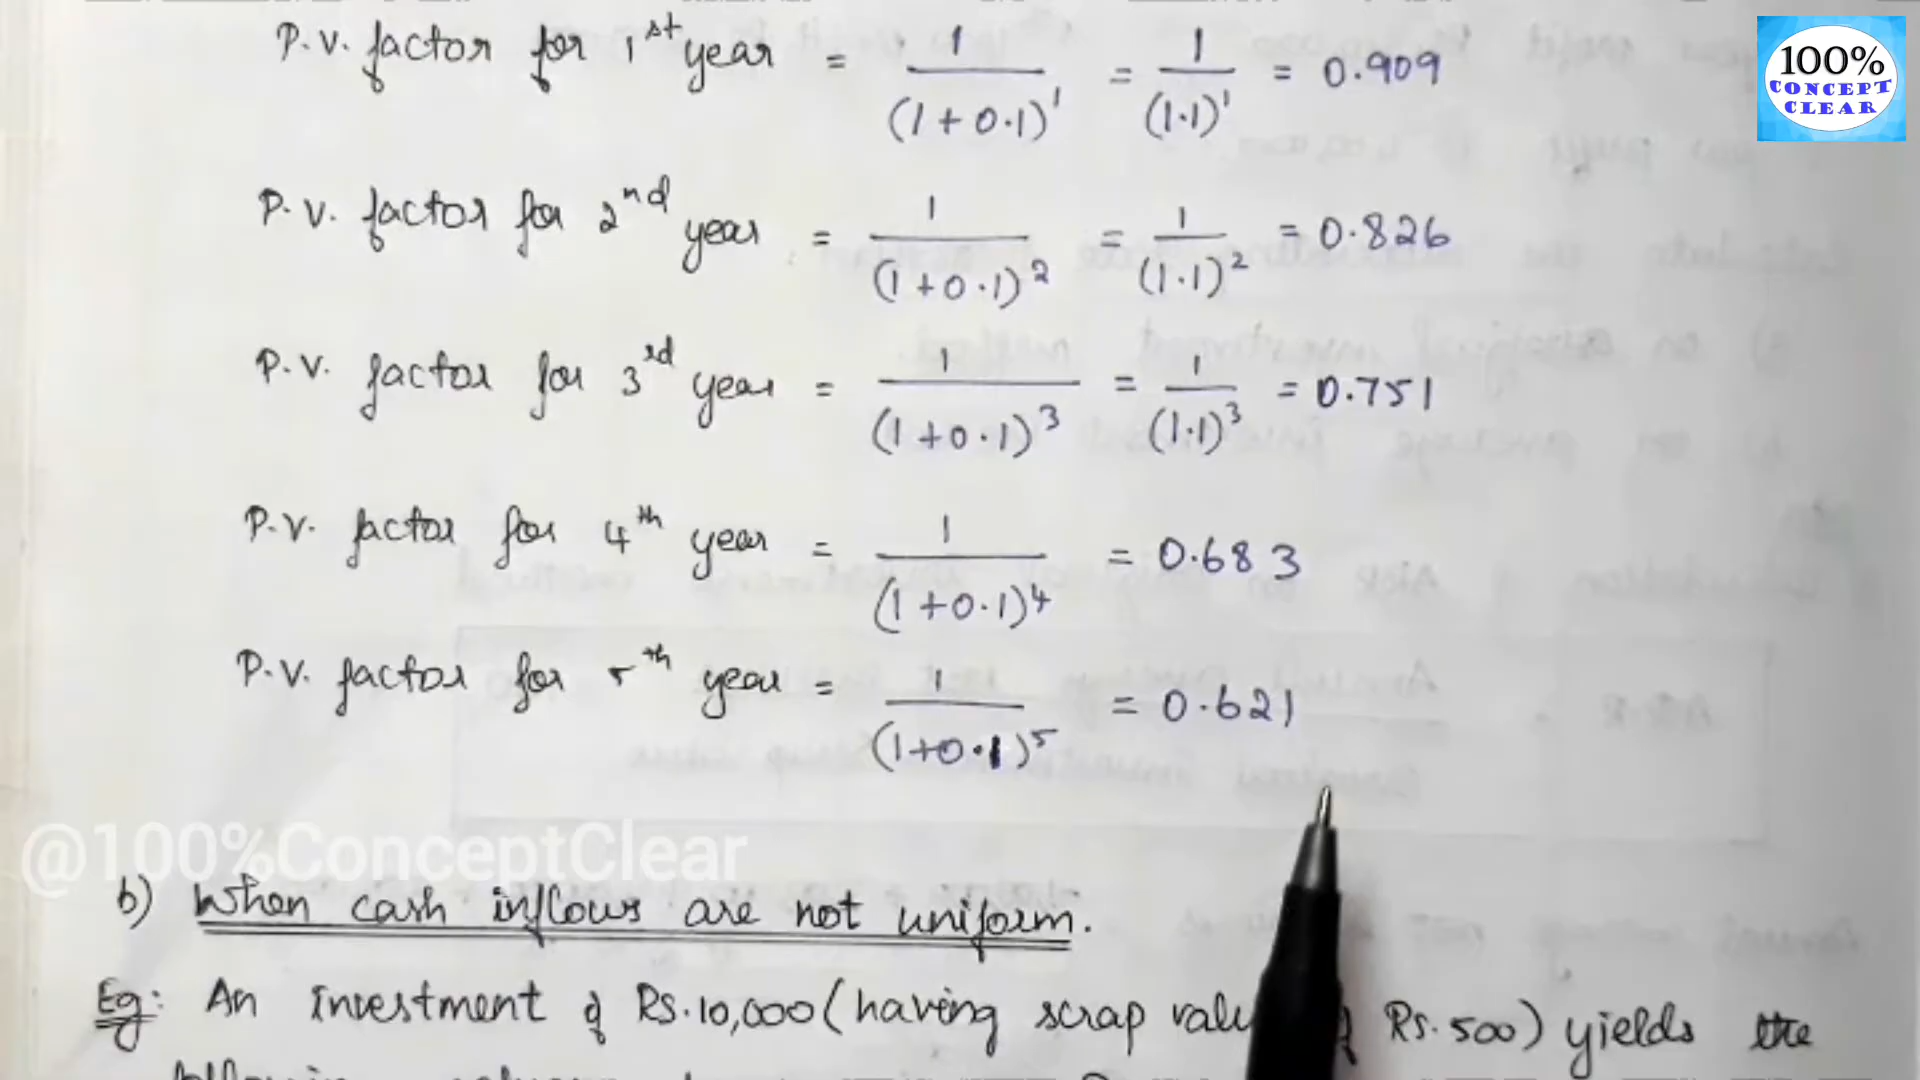 P.V. factor for 1st year = 1/(1+0.1)^1 = 1/(1.1)^1 = 0.909
P.V. factor for 2nd year = 1/(1+0.1)^2 = 1/(1.1)^2 = 0.826
P.V. factor for 3rd year = 1/(1+0.1)^3 = 1/(1.1)^3 = 0.751
P.V. factor for 4th year = 1/(1+0.1)^4 = 0.683
P.V. factor for 5th year = 1/(1+0.1)^5 = 0.621
b) When cash inflows are not uniform.
Eg: An investment of Rs.10,000 (having scrap Rs. 500) yields the
100%
CONCEPT
CLEAR
@100%ConceptClear